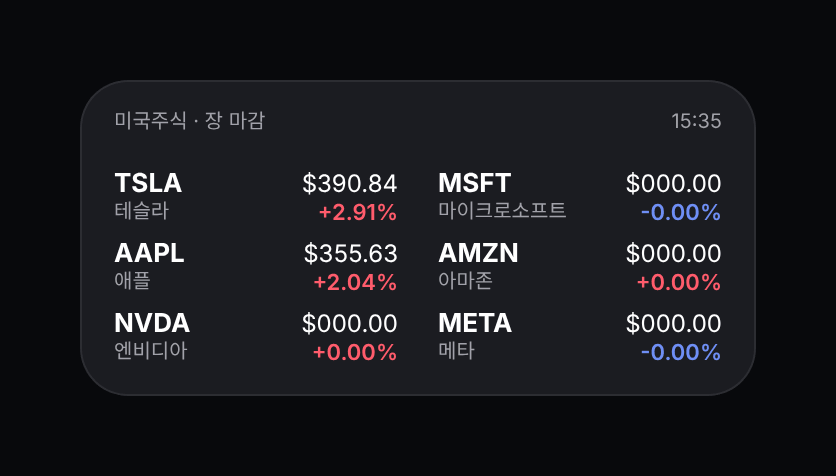 미국주식 · 장 마감 15:35
TSLA $390.84 MSFT $000.00
테슬라 +2.91% 마이크로소프트 -0.00%
AAPL $355.63 AMZN $000.00
애플 +2.04% 아마존 +0.00%
NVDA $000.00 META $000.00
엔비디아 +0.00% 메타 -0.00%